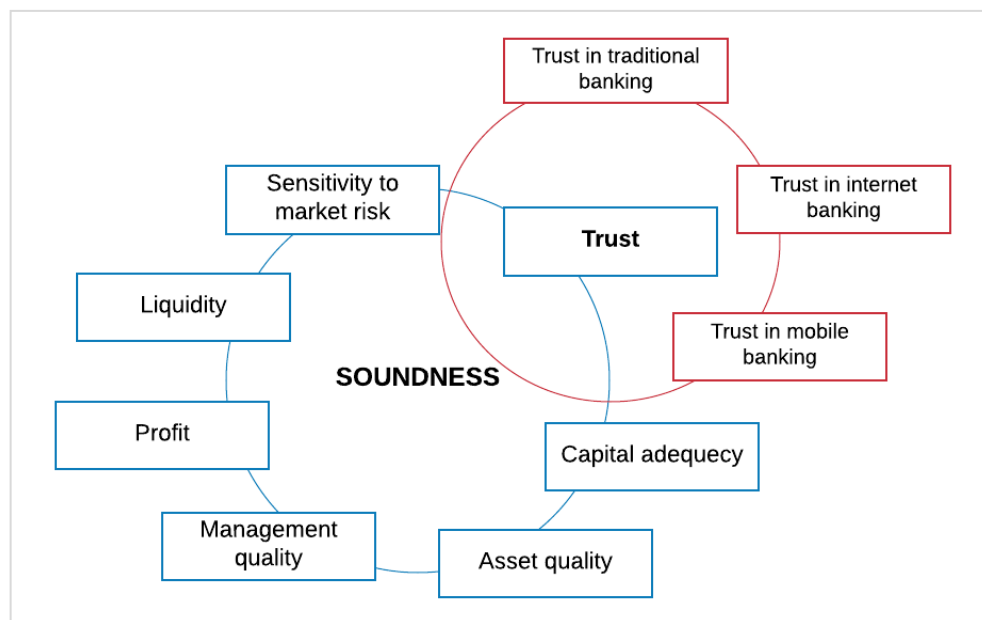 Trust in traditional
banking
Sensitivity to
market risk
Trust in internet
banking
Trust
Liquidity
Trust in mobile
banking
SOUNDNESS
Profit
Capital adequecy
Management
quality
Asset quality